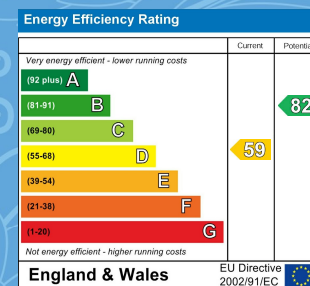 Energy Efficiency Rating
Current Potentia
Very energy efficient - lower running costs
(92 plus) A
(81-91) B
82
(69-80) C
(55-68) D
59
(39-54) E
(21-38) F
(1-20) G
Not energy efficient - higher running costs
England & Wales
EU Directive
2002/91/EC